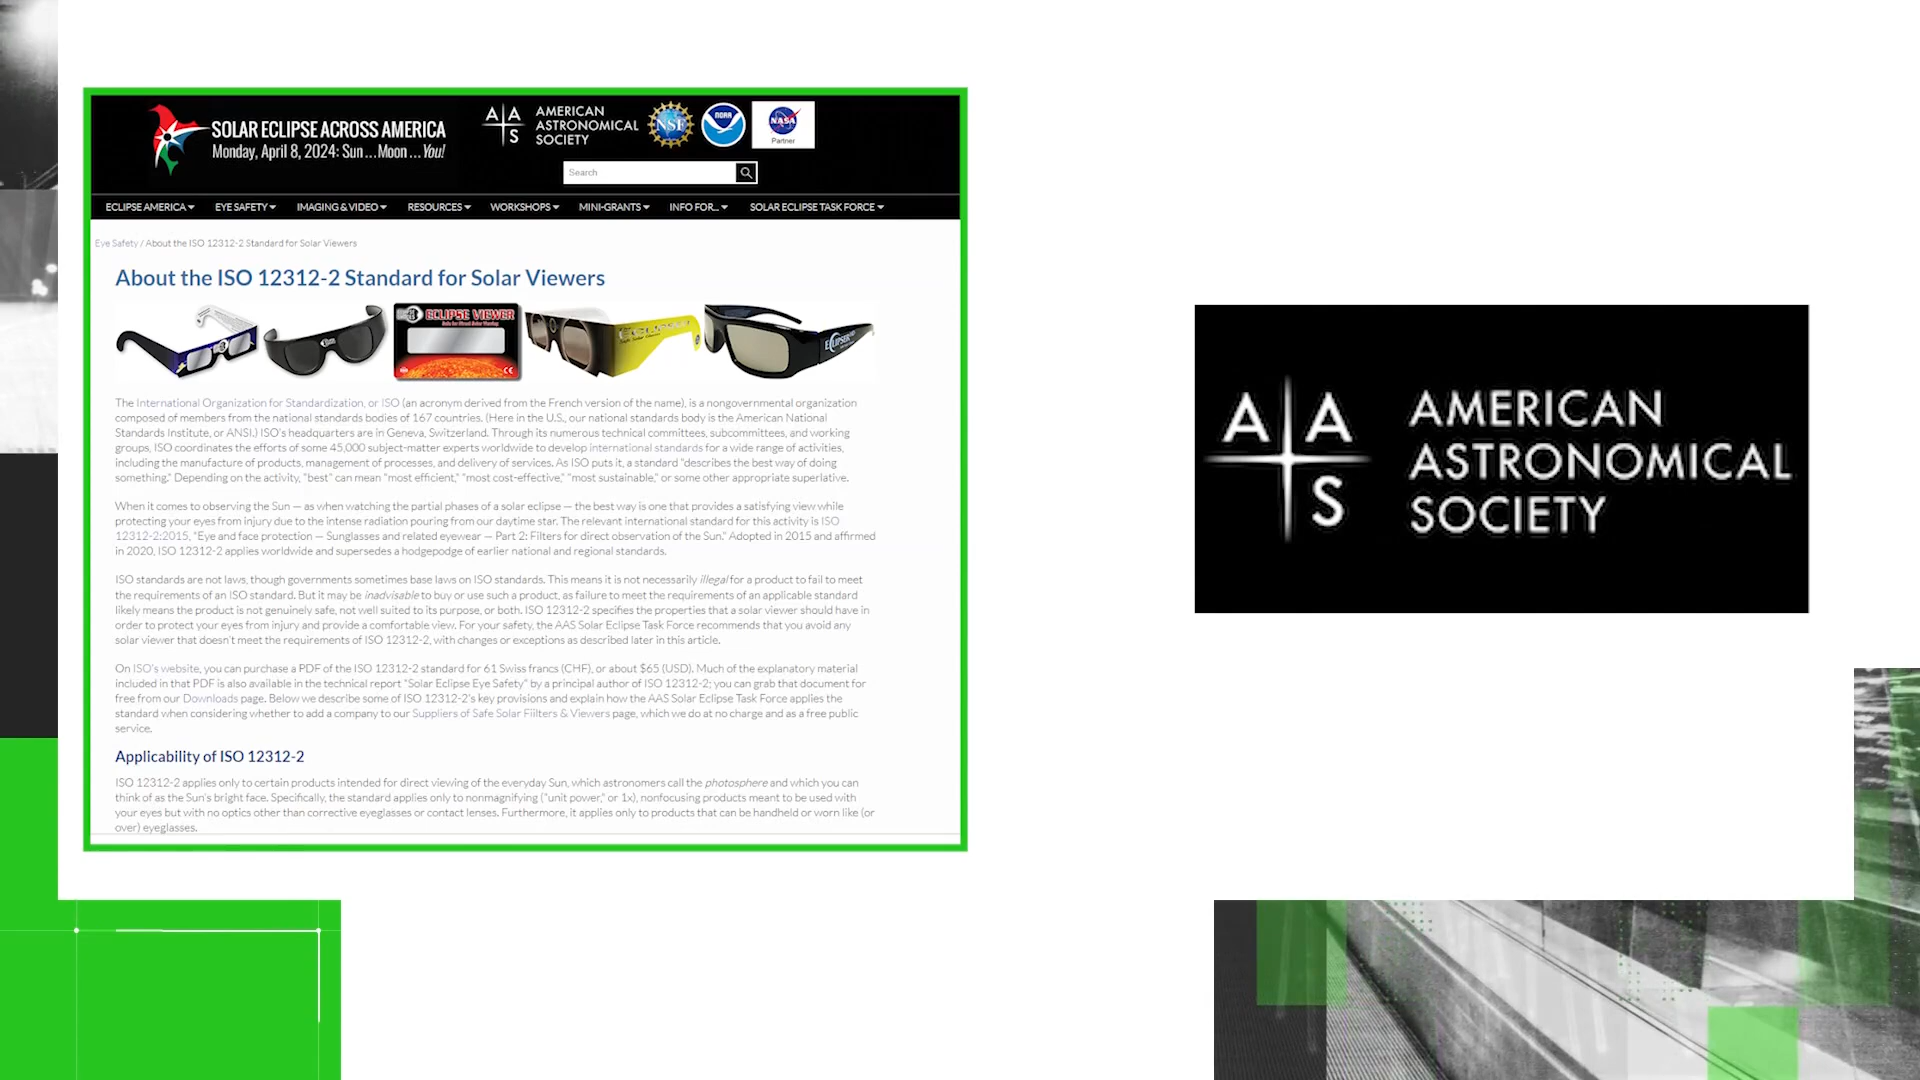 SOLAR ECLIPSE ACROSS AMERICA
Monday, April 8, 2024: Sun...Moon...You!
A A
S
AMERICAN
ASTRONOMICAL
SOCIETY
NSF
NOAA
NASA
Partner
Search
ECLIPSE AMERICA EYE SAFETY IMAGING & VIDEO RESOURCES WORKSHOPS MINI-GRANTS INFO FOR... SOLAR ECLIPSE TASK FORCE
Eye Safety / About the ISO 12312-2 Standard for Solar Viewers
About the ISO 12312-2 Standard for Solar Viewers
ECLIPSE VIEWER
The International Organization for Standardization, or ISO (an acronym derived from the French version of the name), is a nongovernmental organization
composed of members from the national standards bodies of 167 countries. (Here in the U.S., our national standards body is the American National
Standards Institute, or ANSI.) ISO's headquarters are in Geneva, Switzerland. Through its numerous technical committees, subcommittees, and working
groups, ISO coordinates the efforts of some 45,000 subject-matter experts worldwide to develop international standards for a wide range of activities,
including the manufacture of products, management of processes, and delivery of services. As ISO puts it, a standard "describes the best way of doing
something." Depending on the activity, "best" can mean "most efficient," "most cost-effective," "most sustainable," or some other appropriate superlative.
When it comes to observing the Sun — as when watching the partial phases of a solar eclipse — the best way is one that provides a satisfying view while
protecting your eyes from injury due to the intense radiation pouring from our daytime star. The relevant international standard for this activity is ISO
12312-2:2015, "Eye and face protection — Sunglasses and related eyewear — Part 2: Filters for direct observation of the Sun." Adopted in 2015 and affirmed
in 2020, ISO 12312-2 applies worldwide and supersedes a hodgepodge of earlier national and regional standards.
ISO standards are not laws, though governments sometimes base laws on ISO standards. This means it is not necessarily illegal for a product to fail to meet
the requirements of an ISO standard. But it may be inadvisable to buy or use such a product, as failure to meet the requirements of an applicable standard
likely means the product is not genuinely safe, not well suited to its purpose, or both. ISO 12312-2 specifies the properties that a solar viewer should have in
order to protect your eyes from injury and provide a comfortable view. For your safety, the AAS Solar Eclipse Task Force recommends that you avoid any
solar viewer that doesn't meet the requirements of ISO 12312-2, with changes or exceptions as described later in this article.
On ISO's website, you can purchase a PDF of the ISO 12312-2 standard for 61 Swiss francs (CHF), or about $65 (USD). Much of the explanatory material
included in that PDF is also available in the technical report "Solar Eclipse Eye Safety" by a principal author of ISO 12312-2; you can grab that document for
free from our Downloads page. Below we describe some of ISO 12312-2's key provisions and explain how the AAS Solar Eclipse Task Force applies the
standard when considering whether to add a company to our Suppliers of Safe Solar Fiilters & Viewers page, which we do at no charge and as a free public
service.
Applicability of ISO 12312-2
ISO 12312-2 applies only to certain products intended for direct viewing of the everyday Sun, which astronomers call the photosphere and which you can
think of as the Sun's bright face. Specifically, the standard applies only to nonmagnifying ("unit power," or 1x), nonfocusing products meant to be used with
your eyes but with no optics other than corrective eyeglasses or contact lenses. Furthermore, it applies only to products that can be handheld or worn like (or
over) eyeglasses.
A A
S
AMERICAN
ASTRONOMICAL
SOCIETY